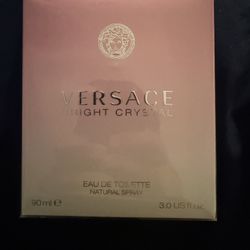 VERSACE
BRIGHT CRYSTAL
EAU DE TOILETTE
NATURAL SPRAY
90 ml ℮ 3.0 US fl.oz.